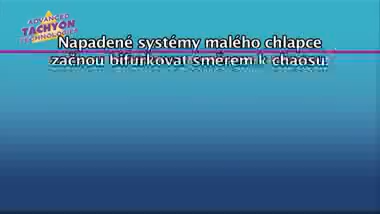 ADVANCED
TACHYON
TECHNOLOGIES
Napadené systémy malého chlapce
začnou bifurkovat směrem k chaosu.